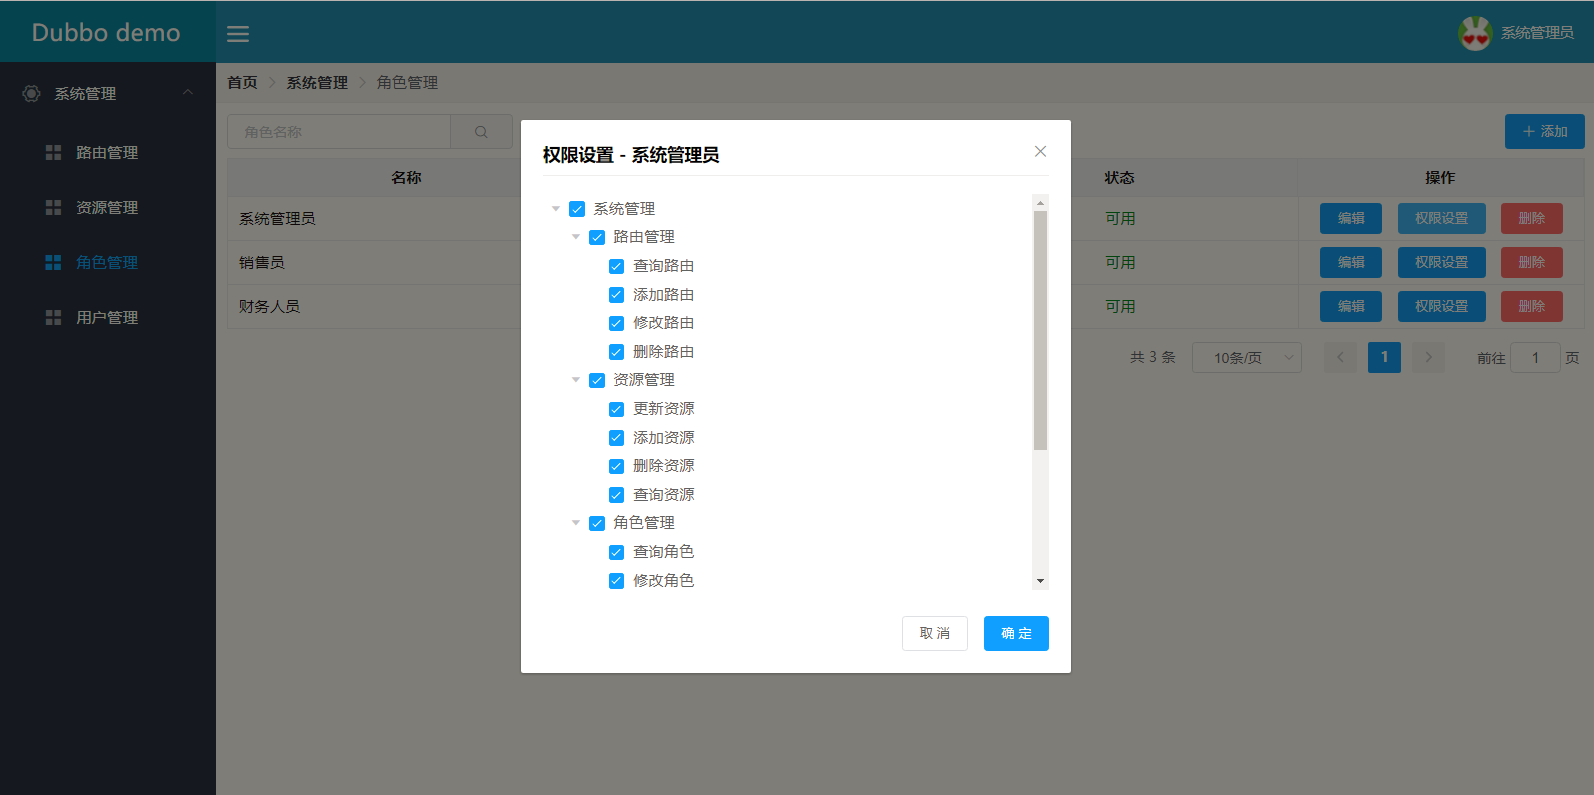 Dubbo demo
系统管理员
系统管理
路由管理
资源管理
角色管理
用户管理
首页 系统管理 角色管理
角色名称
添加
名称 状态 操作
系统管理员 可用 编辑 权限设置 删除
销售员 可用 编辑 权限设置 删除
财务人员 可用 编辑 权限设置 删除
共 3 条 10条/页 1 前往 1 页
权限设置 - 系统管理员
系统管理
路由管理
查询路由
添加路由
修改路由
删除路由
资源管理
更新资源
添加资源
删除资源
查询资源
角色管理
查询角色
修改角色
取 消 确 定